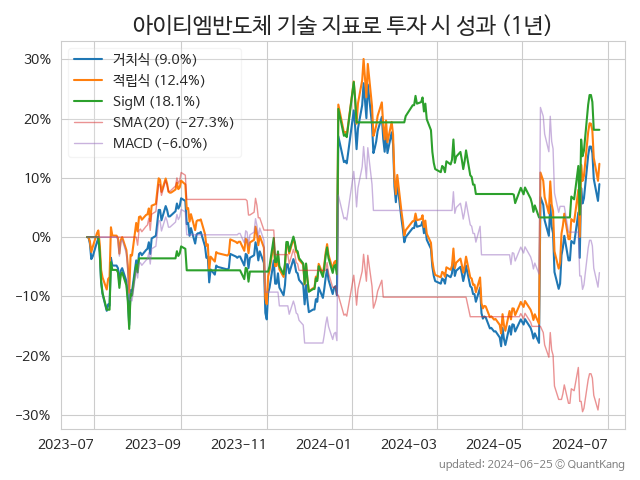 아이티엠반도체 기술 지표로 투자 시 성과 (1년)
거치식 (9.0%)
적립식 (12.4%)
SigM (18.1%)
SMA(20) (−27.3%)
MACD (−6.0%)
30%
20%
10%
0%
−10%
−20%
−30%
2023-07 2023-09 2023-11 2024-01 2024-03 2024-05 2024-07
updated: 2024-06-25 ⓒ QuantKang